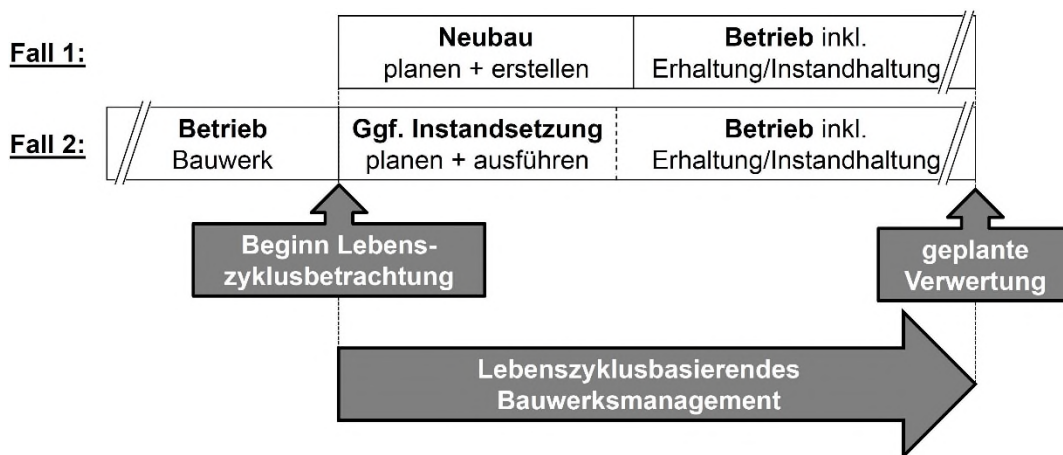 Fall 1:
Neubau
planen + erstellen
Betrieb inkl.
Erhaltung/Instandhaltung
Fall 2:
Betrieb
Bauwerk
Ggf. Instandsetzung
planen + ausführen
Betrieb inkl.
Erhaltung/Instandhaltung
Beginn Lebens-
zyklusbetrachtung
geplante
Verwertung
Lebenszyklusbasierendes
Bauwerksmanagement